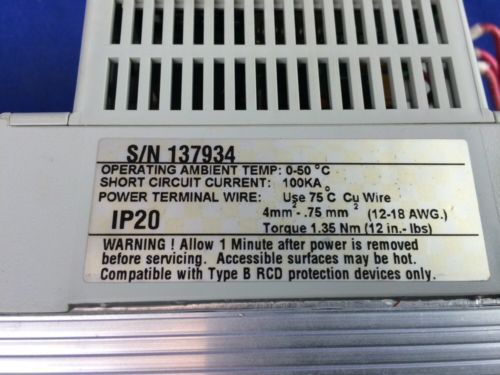 S/N 137934
OPERATING AMBIENT TEMP: 0-50 °C
SHORT CIRCUIT CURRENT: 100KA
POWER TERMINAL WIRE: Use 75 C° Cu Wire
4mm² - .75 mm² (12-18 AWG.)
IP20 Torque 1.35 Nm (12 in.- lbs)
WARNING ! Allow 1 Minute after power is removed
before servicing. Accessible surfaces may be hot.
Compatible with Type B RCD protection devices only.